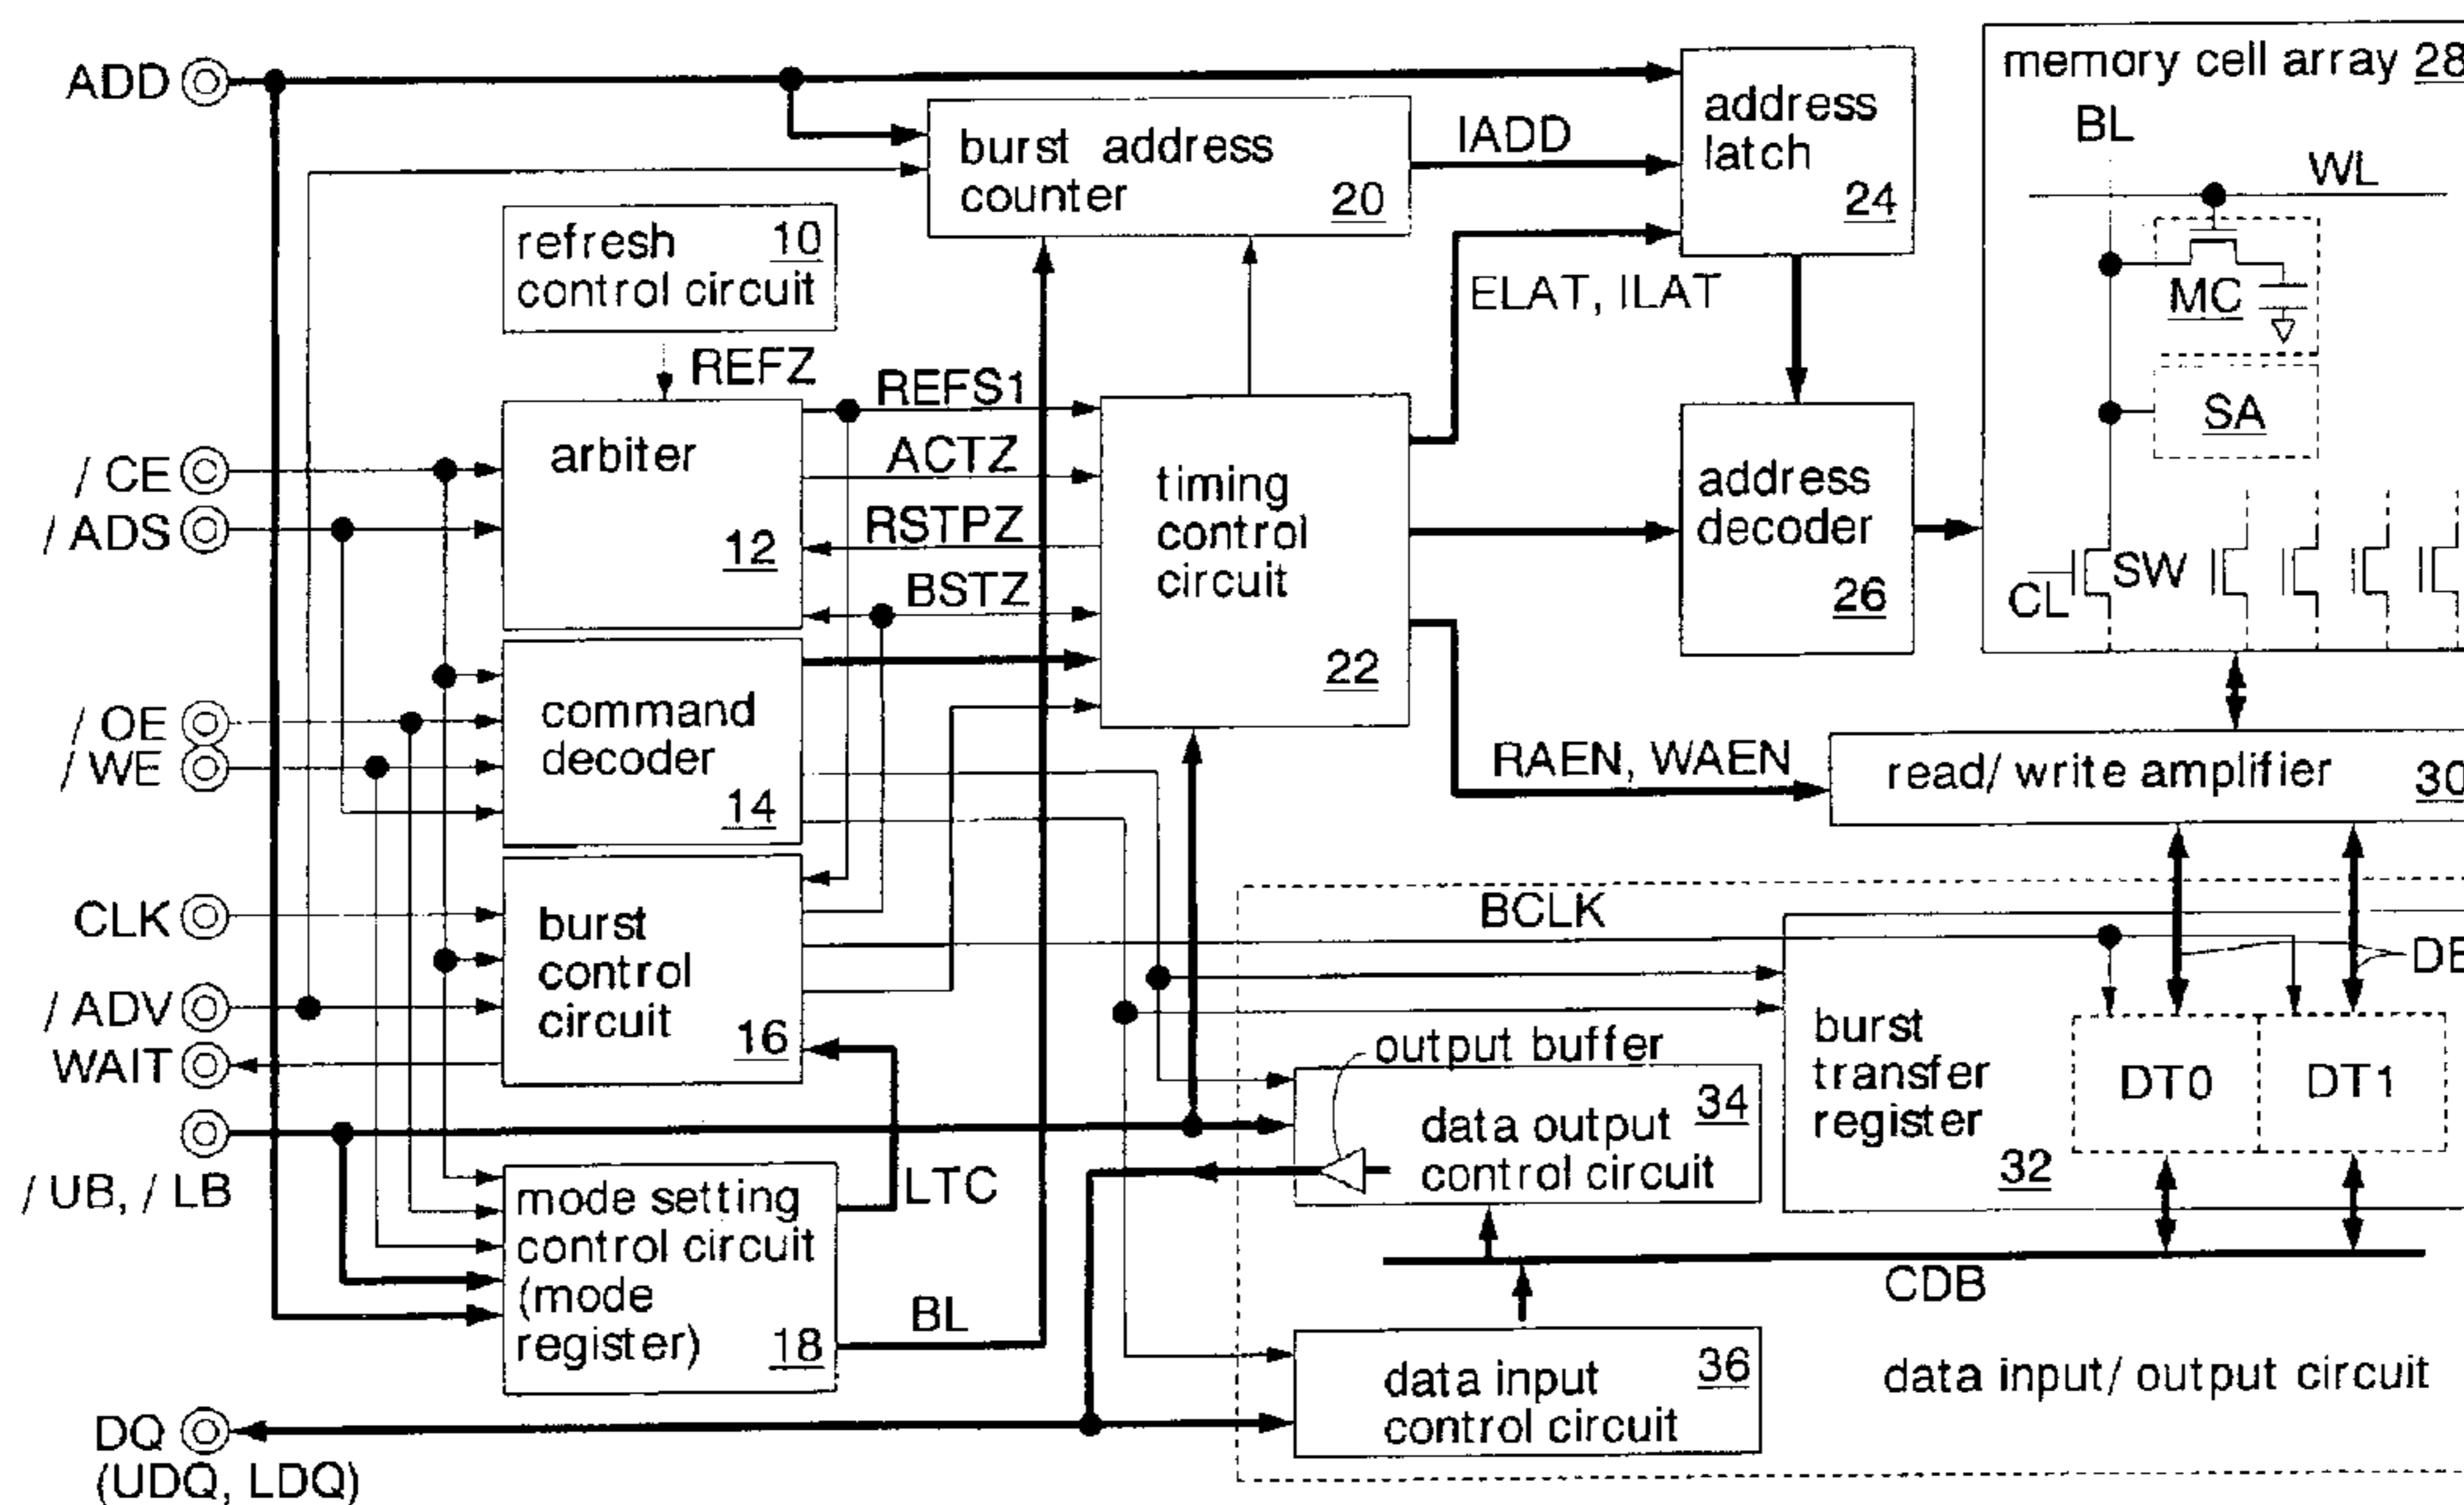 ADD
burst address
counter 20
IADD
address
latch
24
memory cell array 28
BL
WL
MC
SA
SW
CL
refresh 10
control circuit
REFZ
ELAT, ILAT
/ CE
/ ADS
arbiter
12
REFS1
ACTZ
RSTPZ
BSTZ
timing
control
circuit
22
address
decoder
26
/ OE
/ WE
command
decoder
14
RAEN, WAEN
read/ write amplifier 30
CLK
/ ADV
WAIT
burst
control
circuit 16
BCLK
burst
transfer
register
32
DT0
DT1
/ UB, / LB
output buffer
data output 34
control circuit
LTC
mode setting
control circuit
(mode
register) 18
BL
CDB
data input 36
control circuit
data input/ output circuit
DQ
(UDQ, LDQ)